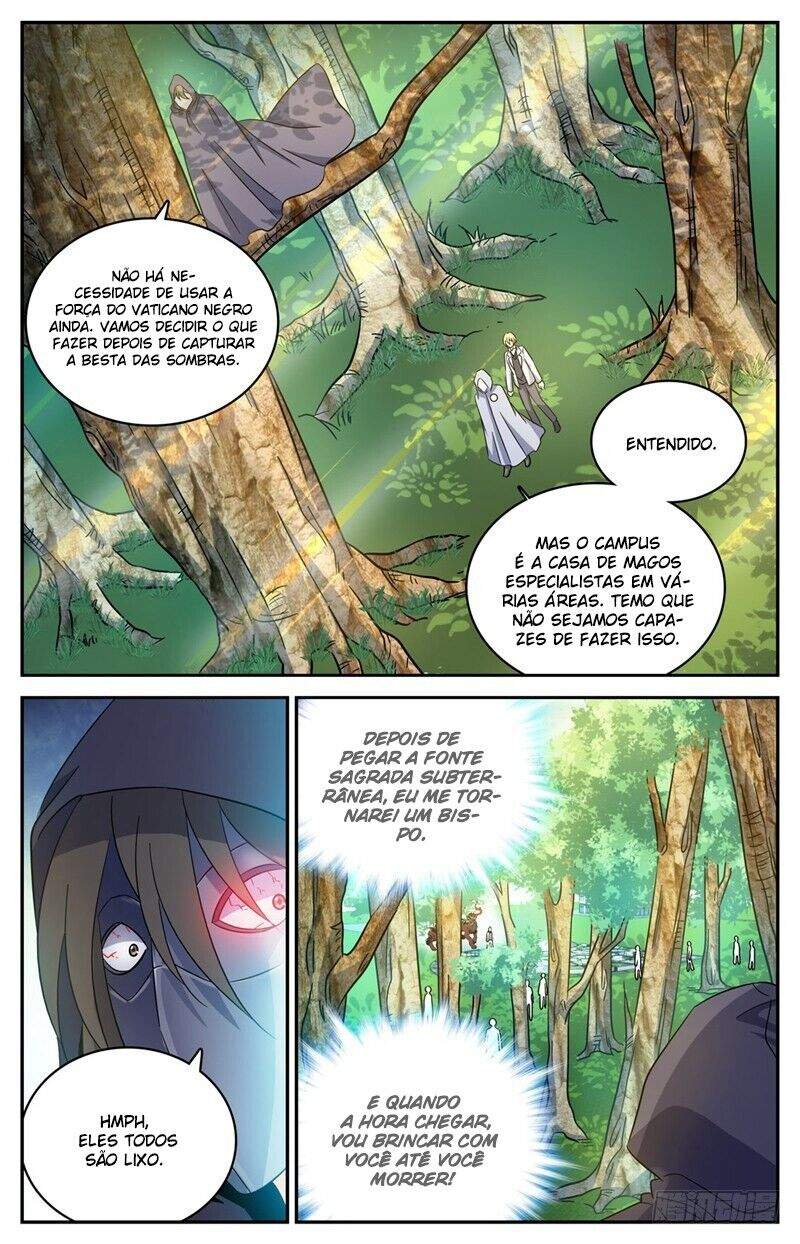 NÃO HÁ NE-
CESSIDADE DE USAR A
FORÇA DO VATICANO NEGRO
AINDA. VAMOS DECIDIR O QUE
FAZER DEPOIS DE CAPTURAR
A BESTA DAS SOMBRAS.
ENTENDIDO.
MAS O CAMPUS
É A CASA DE MAGOS
ESPECIALISTAS EM VÁ-
RIAS ÁREAS. TEMO QUE
NÃO SEJAMOS CAPA-
ZES DE FAZER ISSO.
HMPH,
ELES TODOS
SÃO LIXO.
DEPOIS DE
PEGAR A FONTE
SAGRADA SUBTER-
RÂNEA, EU ME TOR-
NAREI UM BIS-
PO.
E QUANDO
A HORA CHEGAR,
VOU BRINCAR COM
VOCÊ ATÉ VOCÊ
MORRER!